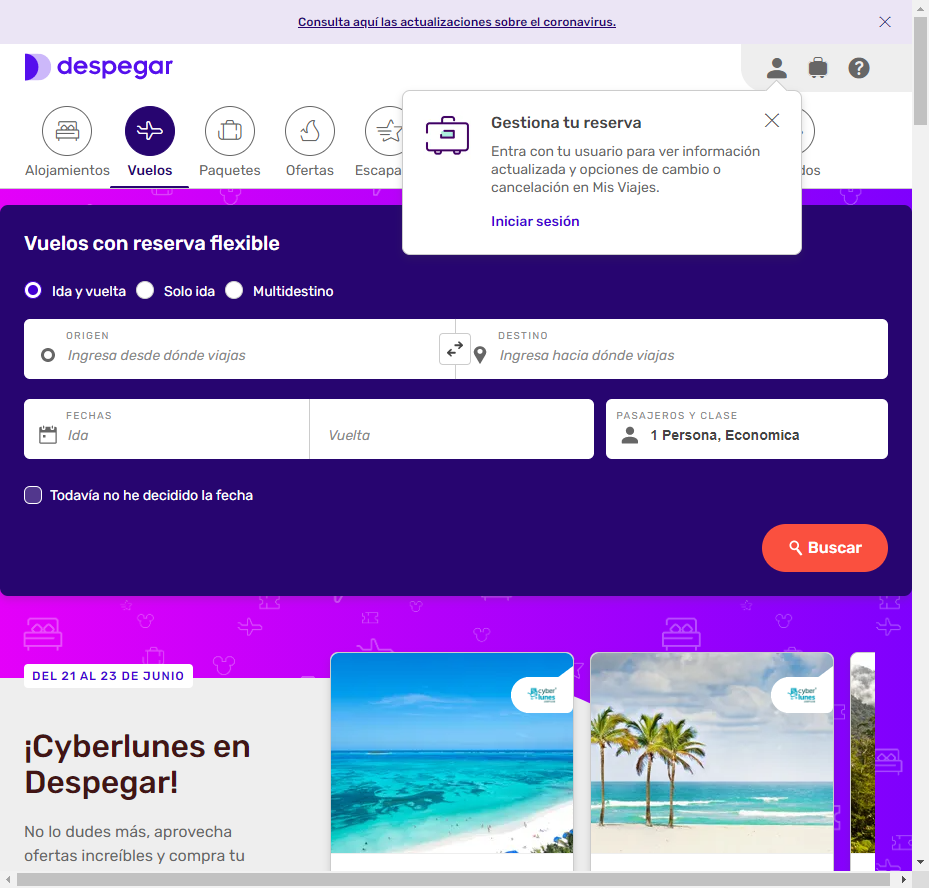 Consulta aquí las actualizaciones sobre el coronavirus.
despegar
Alojamientos
Vuelos
Paquetes
Ofertas
Escapa
dos
Gestiona tu reserva
Entra con tu usuario para ver información
actualizada y opciones de cambio o
cancelación en Mis Viajes.
Iniciar sesión
Vuelos con reserva flexible
Ida y vuelta
Solo ida
Multidestino
ORIGEN
Ingresa desde dónde viajas
DESTINO
Ingresa hacia dónde viajas
FECHAS
Ida
Vuelta
PASAJEROS Y CLASE
1 Persona, Economica
Todavía no he decidido la fecha
Buscar
DEL 21 AL 23 DE JUNIO
cyber
lunes
cyber
lunes
¡Cyberlunes en
Despegar!
No lo dudes más, aprovecha
ofertas increíbles y compra tu